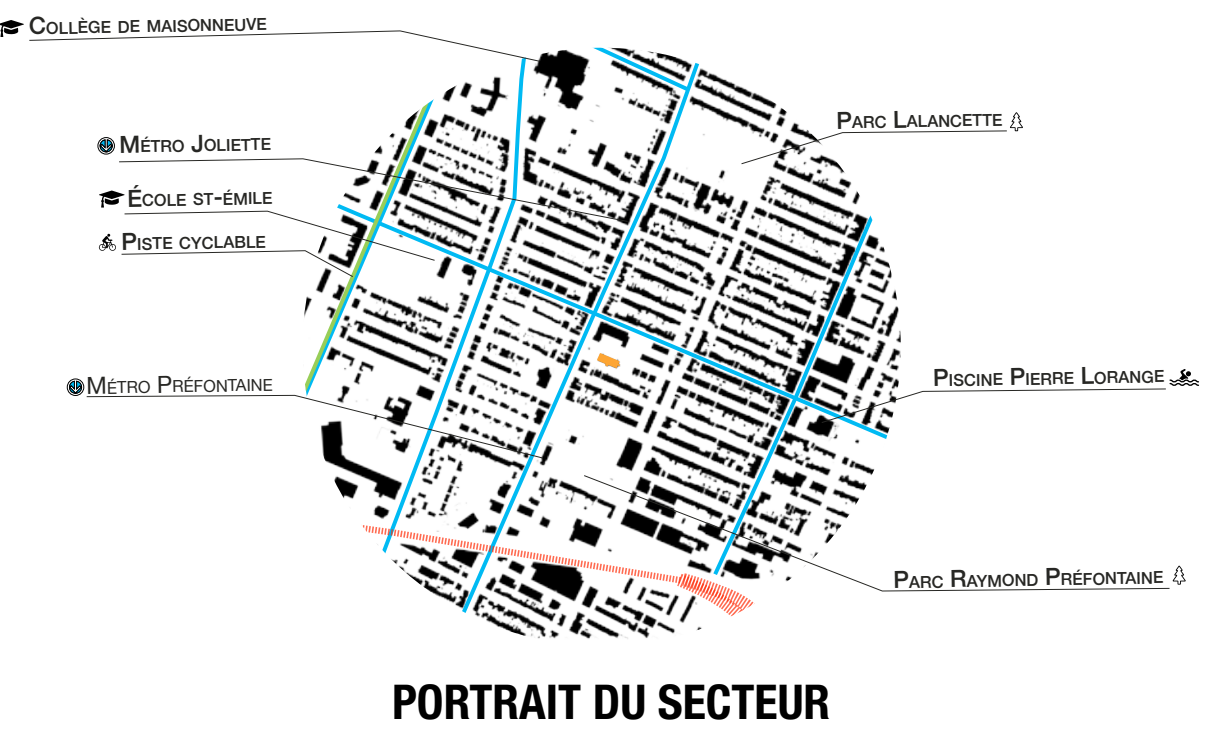 COLLÈGE DE MAISONNEUVE
PARC LALANCETTE
MÉTRO JOLIETTE
ÉCOLE ST-ÉMILE
PISTE CYCLABLE
MÉTRO PRÉFONTAINE
PISCINE PIERRE LORANGE
PARC RAYMOND PRÉFONTAINE
PORTRAIT DU SECTEUR